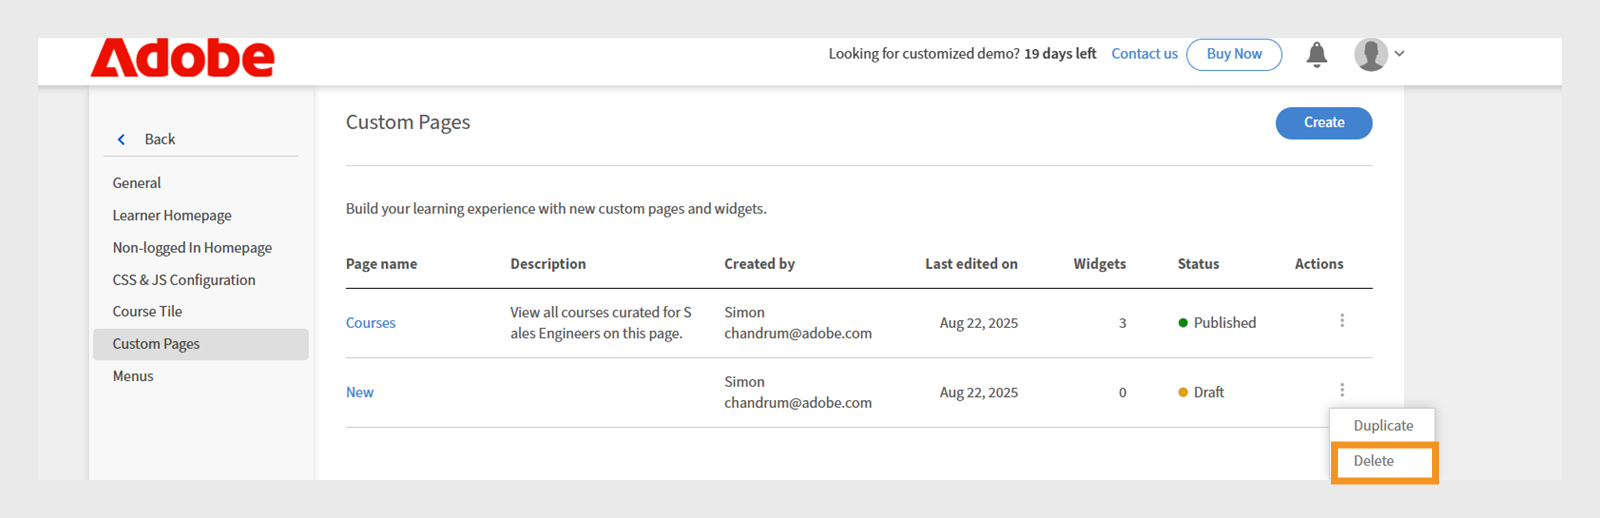 Adobe
Looking for customized demo? 19 days left Contact us Buy Now
Back
General
Learner Homepage
Non-logged In Homepage
CSS & JS Configuration
Course Tile
Custom Pages
Menus
Custom Pages
Create
Build your learning experience with new custom pages and widgets.
Page name Description Created by Last edited on Widgets Status Actions
Courses
View all courses curated for S
ales Engineers on this page.
Simon
chandrum@adobe.com
Aug 22, 2025
3
Published
New
Simon
chandrum@adobe.com
Aug 22, 2025
0
Draft
Duplicate
Delete